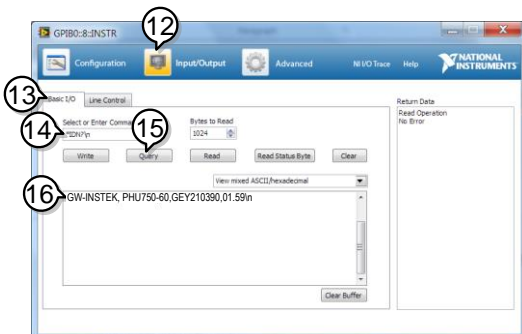 12
GPIB0::8::INSTR
Configuration Input/Output Advanced NI I/O Trace Help NATIONAL INSTRUMENTS
13
Basic I/O Line Control Return Data
Read Operation
No Error
14 Select or Enter Comma 15 Bytes to Read
*IDN?\n 1024
Write Query Read Read Status Byte Clear
View mixed ASCII/hexadecimal
16 GW-INSTEK, PHU750-60,GEY210390,01.59\n
Clear Buffer